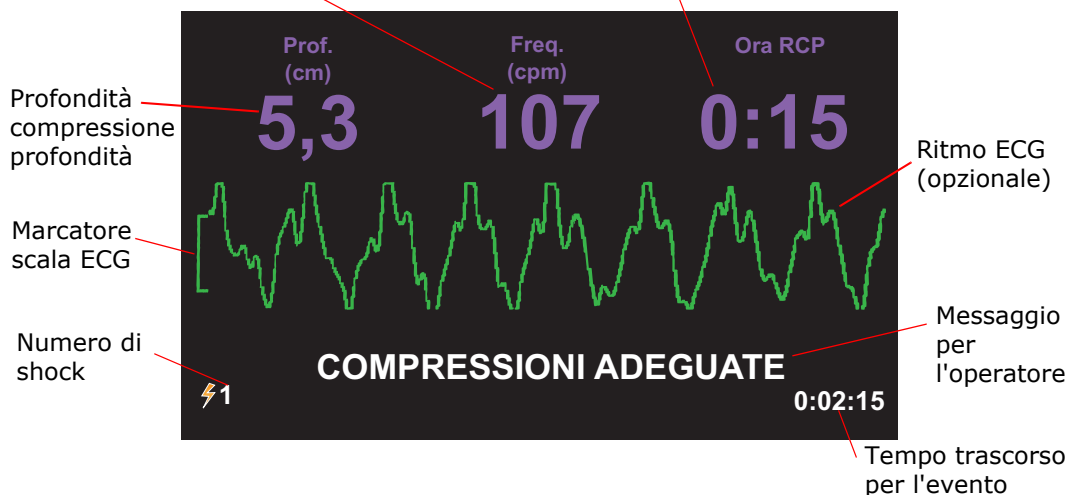 Prof.
(cm)
5,3
Freq.
(cpm)
107
Ora RCP
0:15
Profondità
compressione
profondità
Ritmo ECG
(opzionale)
Marcatore
scala ECG
Numero di
shock
COMPRESSIONI ADEGUATE
Messaggio
per
l'operatore
1
0:02:15
Tempo trascorso
per l'evento